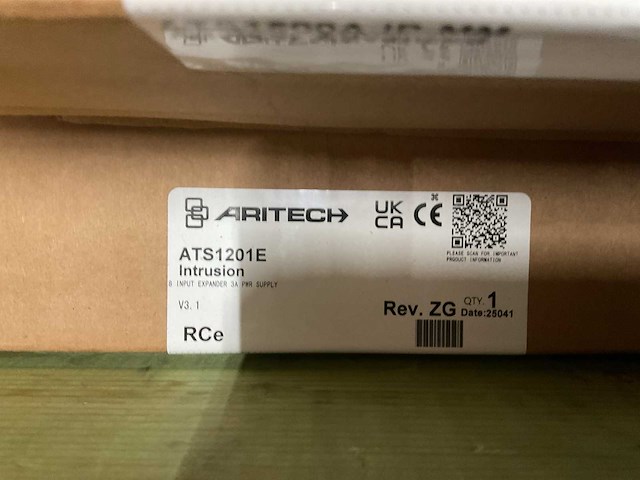 ARITECH
UK
CA
CE
PLEASE SCAN FOR IMPORTANT
PRODUCT INFORMATION
ATS1201E
Intrusion
8 INPUT EXPANDER 3A PWR SUPPLY
V3.1
Rev. ZG
QTY. 1
Date:25041
RCe